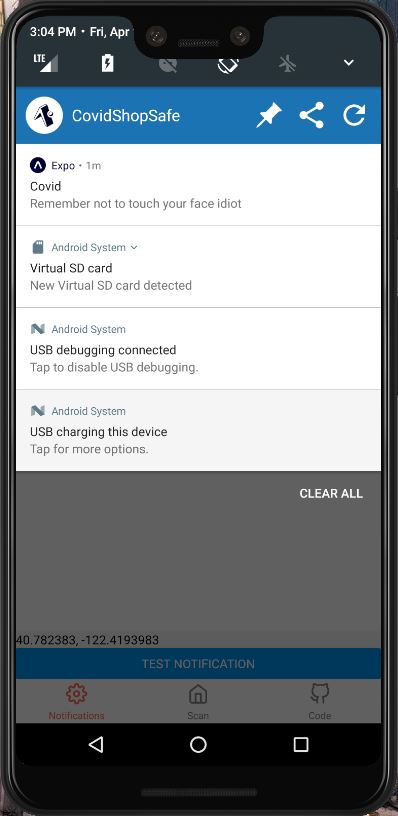 3:04 PM • Fri, Apr
LTE
CovidShopSafe
Expo • 1m
Covid
Remember not to touch your face idiot
Android System
Virtual SD card
New Virtual SD card detected
Android System
USB debugging connected
Tap to disable USB debugging.
Android System
USB charging this device
Tap for more options.
CLEAR ALL
40.782383, -122.4193983
TEST NOTIFICATION
Notifications Scan Code